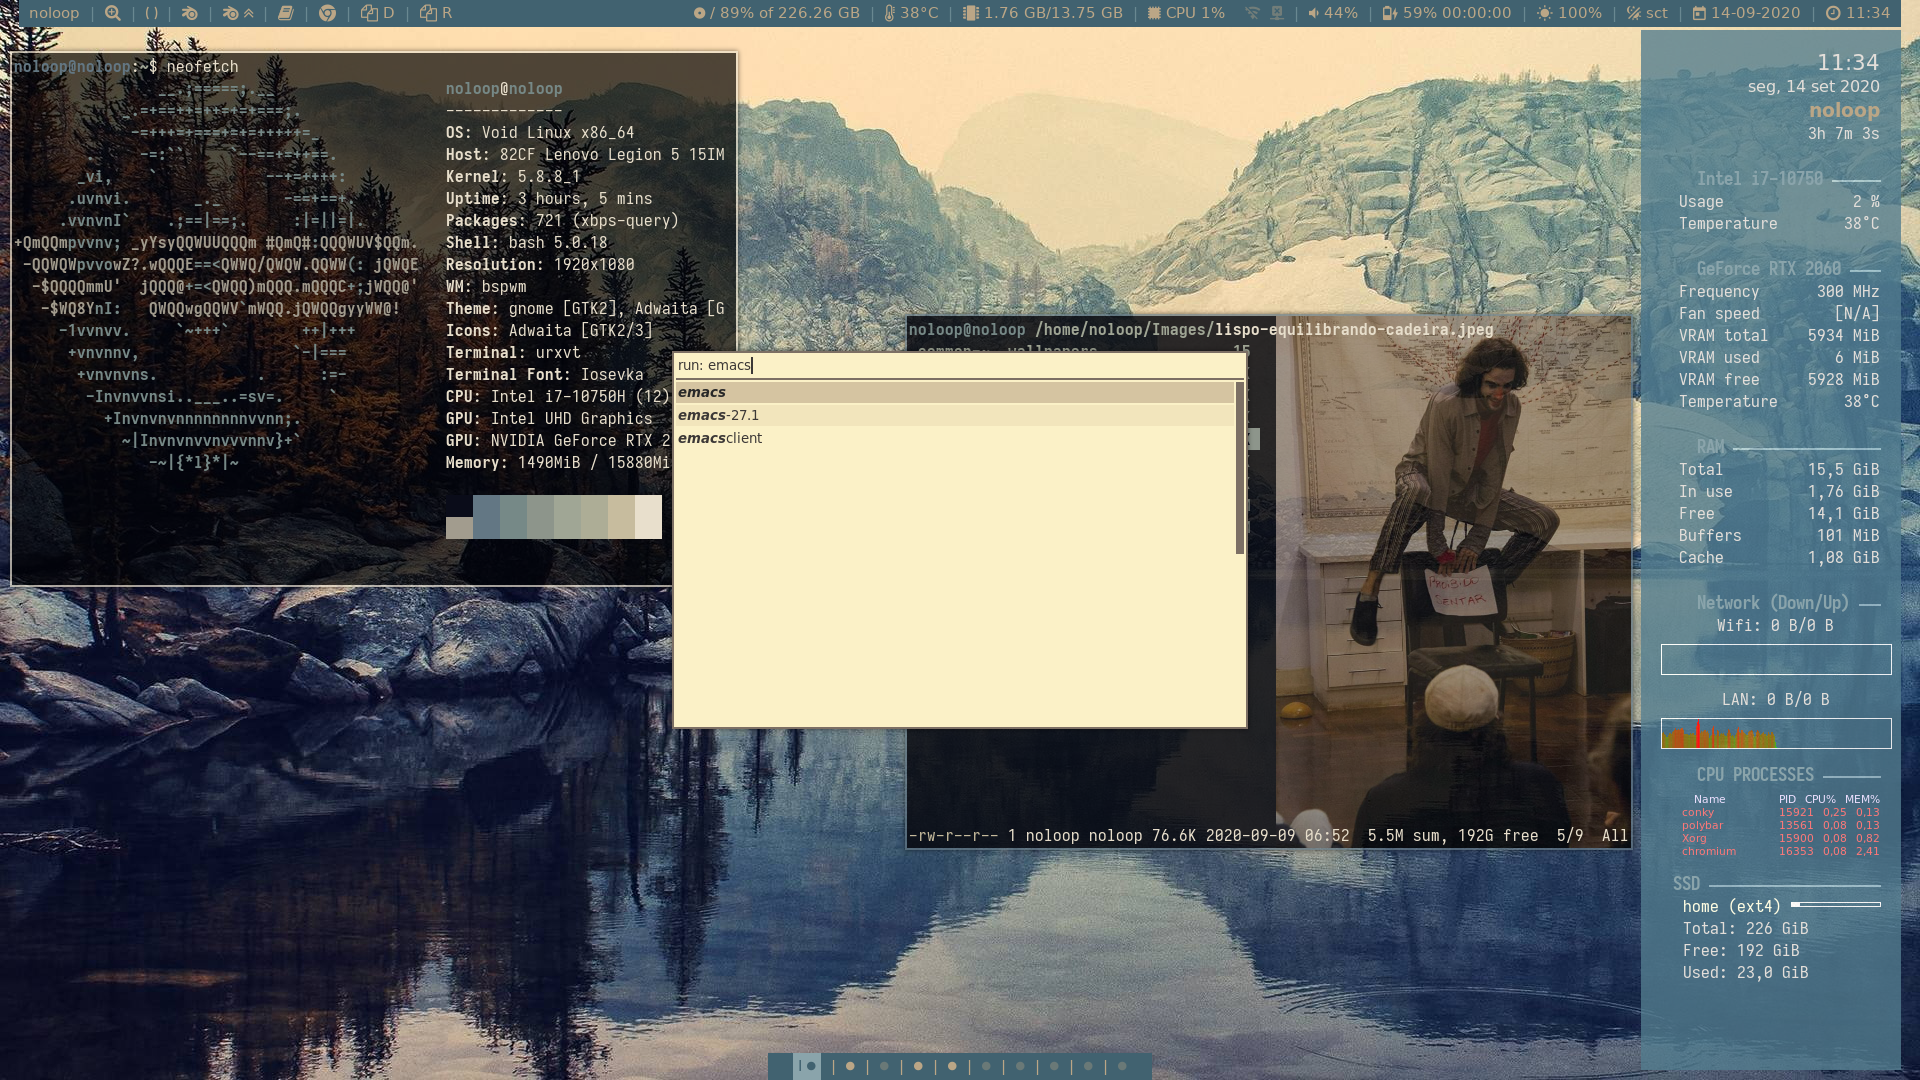 noloop | | ( ) | | | | | D | R
/ 89% of 226.26 GB | 38°C | 1.76 GB/13.75 GB | CPU 1% | 44% | 59% 00:00:00 | 100% | sct | 14-09-2020 | 11:34
noloop@noloop:~$ neofetch
noloop@noloop
-------------
OS: Void Linux x86_64
Host: 82CF Lenovo Legion 5 15IM
Kernel: 5.8.8_1
Uptime: 3 hours, 5 mins
Packages: 721 (xbps-query)
Shell: bash 5.0.18
Resolution: 1920x1080
WM: bspwm
Theme: gnome [GTK2], Adwaita [G
Icons: Adwaita [GTK2/3]
Terminal: urxvt
Terminal Font: Iosevka
CPU: Intel i7-10750H (12)
GPU: Intel UHD Graphics
GPU: NVIDIA GeForce RTX 2
Memory: 1490MiB / 15880Mi
noloop@noloop /home/noloop/Images/lispo-equilibrando-cadeira.jpeg
run: emacs
emacs
emacs-27.1
emacsclient
SENTAR
-rw-r--r-- 1 noloop noloop 76.6K 2020-09-09 06:52 5.5M sum, 192G free 5/9 All
11:34
seg, 14 set 2020
noloop
3h 7m 3s
Intel i7-10750
Usage 2 %
Temperature 38°C
GeForce RTX 2060
Frequency 300 MHz
Fan speed [N/A]
VRAM total 5934 MiB
VRAM used 6 MiB
VRAM free 5928 MiB
Temperature 38°C
RAM
Total 15,5 GiB
In use 1,76 GiB
Free 14,1 GiB
Buffers 101 MiB
Cache 1,08 GiB
Network (Down/Up)
Wifi: 0 B/0 B
LAN: 0 B/0 B
CPU PROCESSES
Name PID CPU% MEM%
conky 15921 0,25 0,13
polybar 13561 0,08 0,13
Xorg 15900 0,08 0,82
chromium 16353 0,08 2,41
SSD
home (ext4)
Total: 226 GiB
Free: 192 GiB
Used: 23,0 GiB